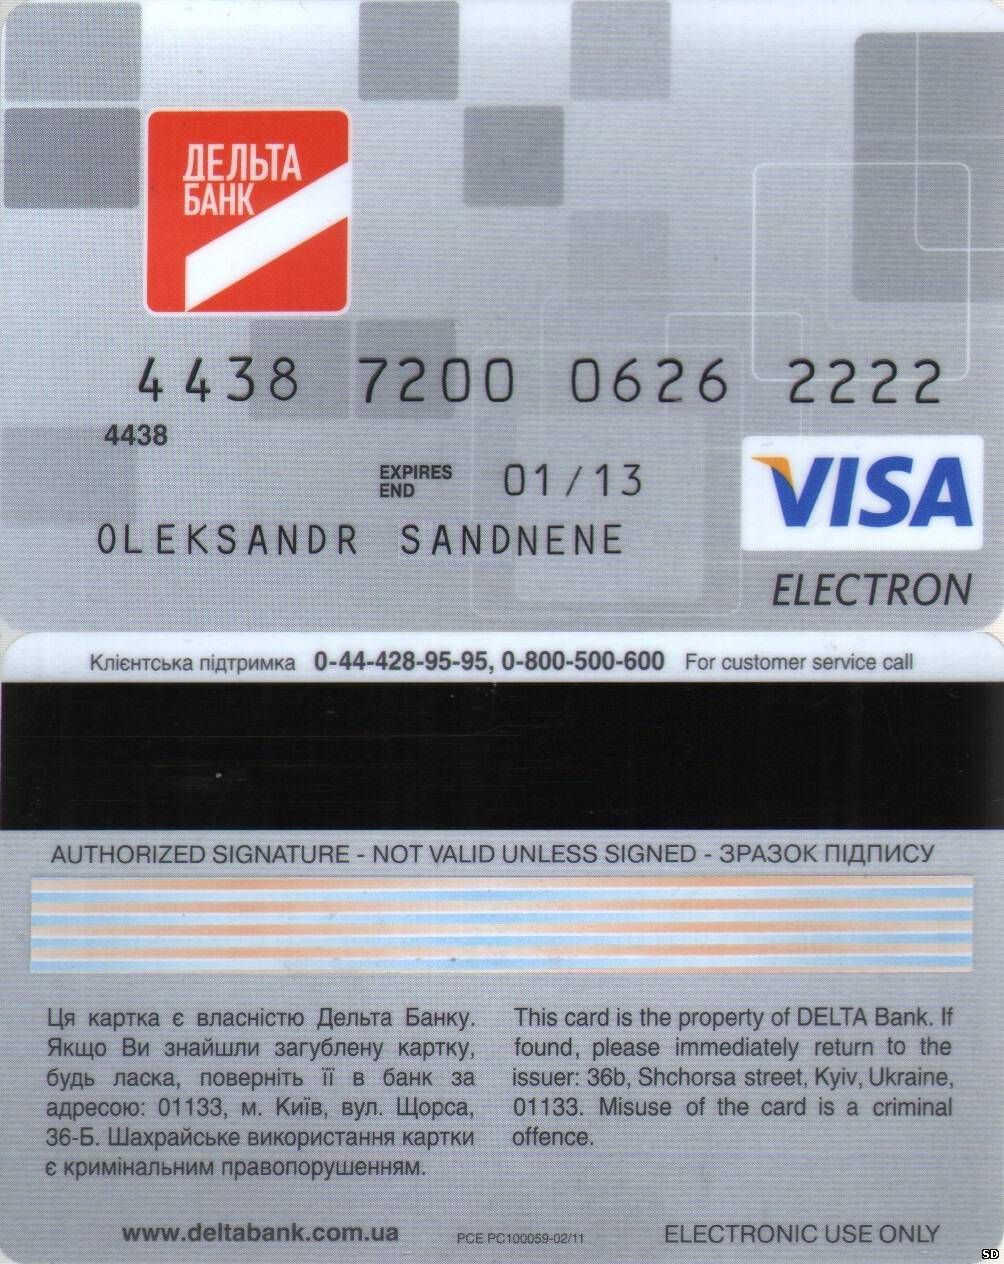 ДЕЛЬТА
БАНК
4438 7200 0626 2222
4438
EXPIRES
END 01/13
VISA
OLEKSANDR SANDNENE
ELECTRON
Клієнтська підтримка 0-44-428-95-95, 0-800-500-600 For customer service call
AUTHORIZED SIGNATURE - NOT VALID UNLESS SIGNED - ЗРАЗОК ПІДПИСУ
Ця картка є власністю Дельта Банку.
Якщо Ви знайшли загублену картку,
будь ласка, поверніть її в банк за
адресою: 01133, м. Київ, вул. Щорса,
36-Б. Шахрайське використання картки
є кримінальним правопорушенням.
This card is the property of DELTA Bank. If
found, please immediately return to the
issuer: 36b, Shchorsa street, Kyiv, Ukraine,
01133. Misuse of the card is a criminal
offence.
www.deltabank.com.ua
PCE PC100059-02/11
ELECTRONIC USE ONLY
SD